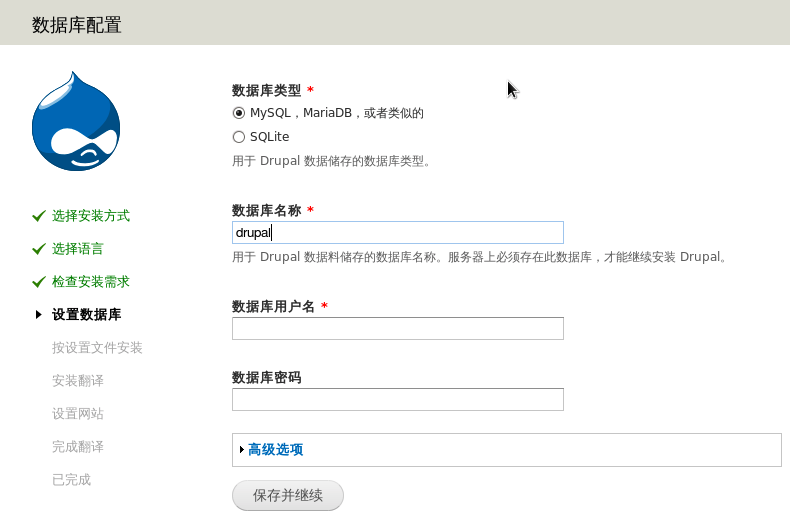 数据库配置
选择安装方式
选择语言
检查安装需求
设置数据库
按设置文件安装
安装翻译
设置网站
完成翻译
已完成
数据库类型 *
MySQL，MariaDB，或者类似的
SQLite
用于 Drupal 数据储存的数据库类型。
数据库名称 *
drupal
用于 Drupal 数据料储存的数据库名称。服务器上必须存在此数据库，才能继续安装 Drupal。
数据库用户名 *
数据库密码
高级选项
保存并继续